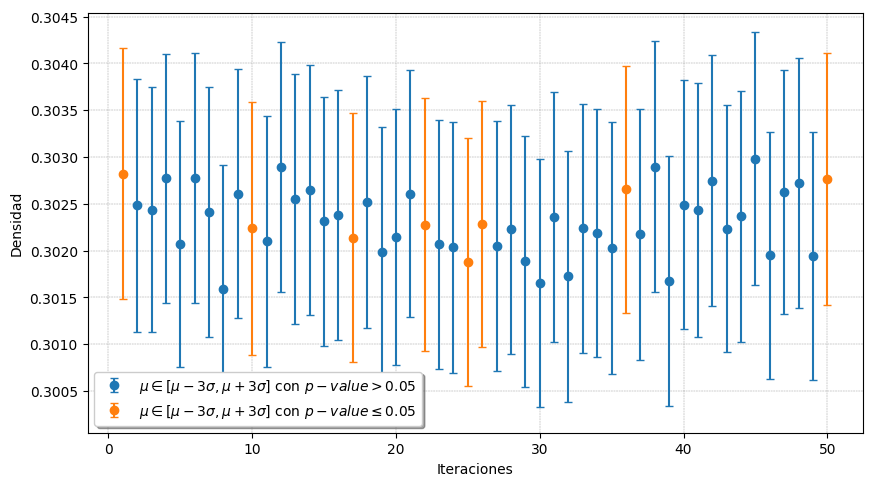 0.3045
0.3040
0.3035
0.3030
0.3025
0.3020
0.3015
0.3010
0.3005
Densidad
μ ∈ [μ − 3σ, μ + 3σ] con p − value > 0.05
μ ∈ [μ − 3σ, μ + 3σ] con p − value ≤ 0.05
0 10 20 30 40 50
Iteraciones